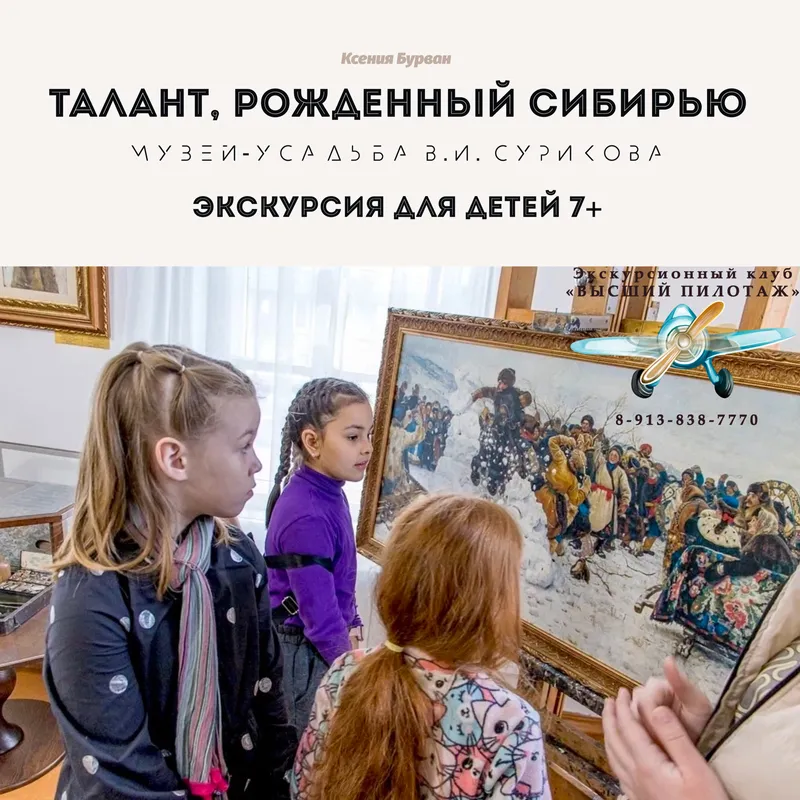 Ксения Бурван
ТАЛАНТ, РОЖДЕННЫЙ СИБИРЬЮ
МУЗЕЙ-УСАДЬБА В.И. СУРИКОВА
ЭКСКУРСИЯ ДЛЯ ДЕТЕЙ 7+
Экскурсионный клуб
«ВЫСШИЙ ПИЛОТАЖ»
8-913-838-7770